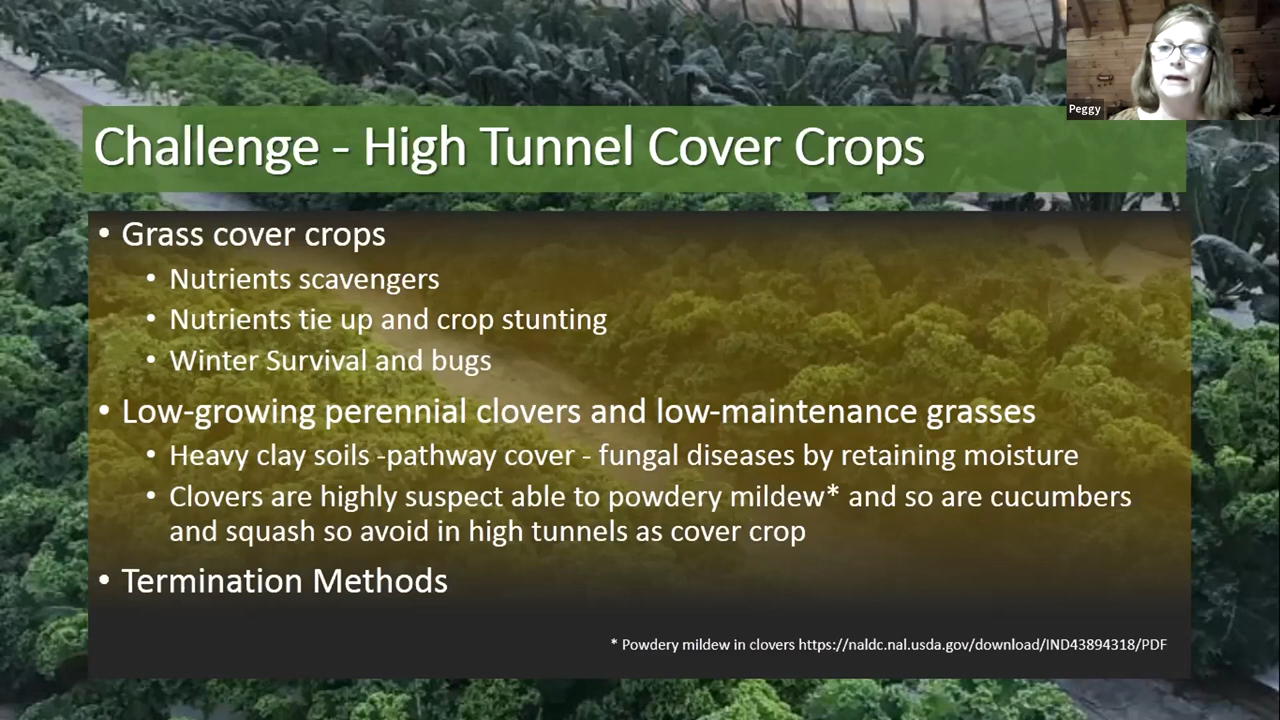 Peggy
Challenge - High Tunnel Cover Crops
• Grass cover crops
• Nutrients scavengers
• Nutrients tie up and crop stunting
• Winter Survival and bugs
• Low-growing perennial clovers and low-maintenance grasses
• Heavy clay soils -pathway cover - fungal diseases by retaining moisture
• Clovers are highly suspect able to powdery mildew* and so are cucumbers
and squash so avoid in high tunnels as cover crop
• Termination Methods
* Powdery mildew in clovers https://naldc.nal.usda.gov/download/IND43894318/PDF